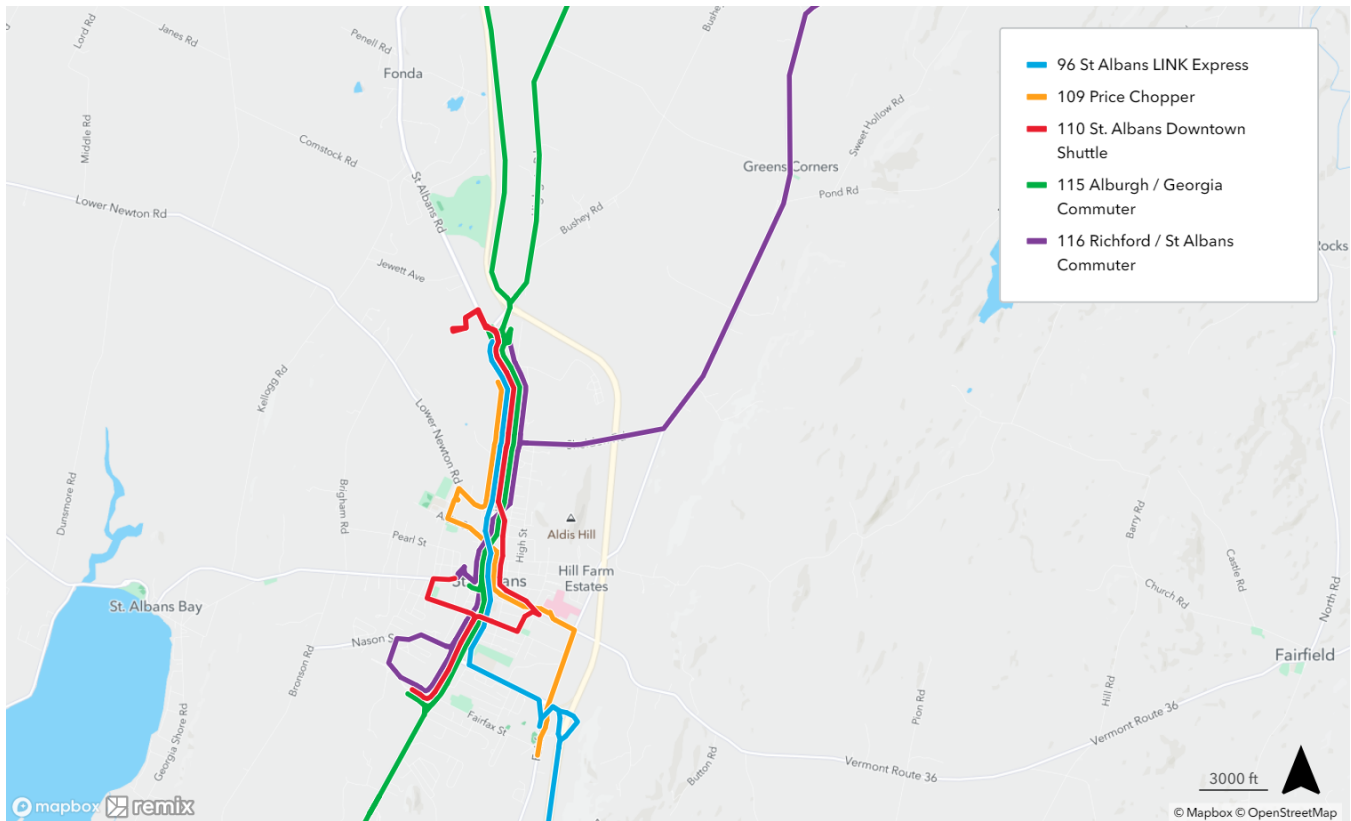 Lord Rd
Janes Rd
Penell Rd
Fonda
Bushey
96 St Albans LINK Express
109 Price Chopper
110 St. Albans Downtown
Shuttle
115 Alburgh / Georgia
Commuter
116 Richford / St Albans
Commuter
Middle Rd
Comstock Rd
Sweet Hollow Rd
Greens Corners
Pond Rd
St Albans Rd
Lower Newton Rd
Bushey Rd
Rocks
Jewett Ave
Kellogg Rd
Lower Newton Rd
Dunsmore Rd
Brigham Rd
Pearl St
High St
Aldis Hill
Barry Rd
Castle Rd
Hill Farm
Estates
Church Rd
North Rd
St. Albans Bay
Nason S
Bronson Rd
Fairfield
Hill Rd
Pion Rd
Georgia Shore Rd
Fairfax St
Vermont Route 36
Button Rd
Vermont Route 36
3000 ft
mapbox remix
© Mapbox © OpenStreetMap